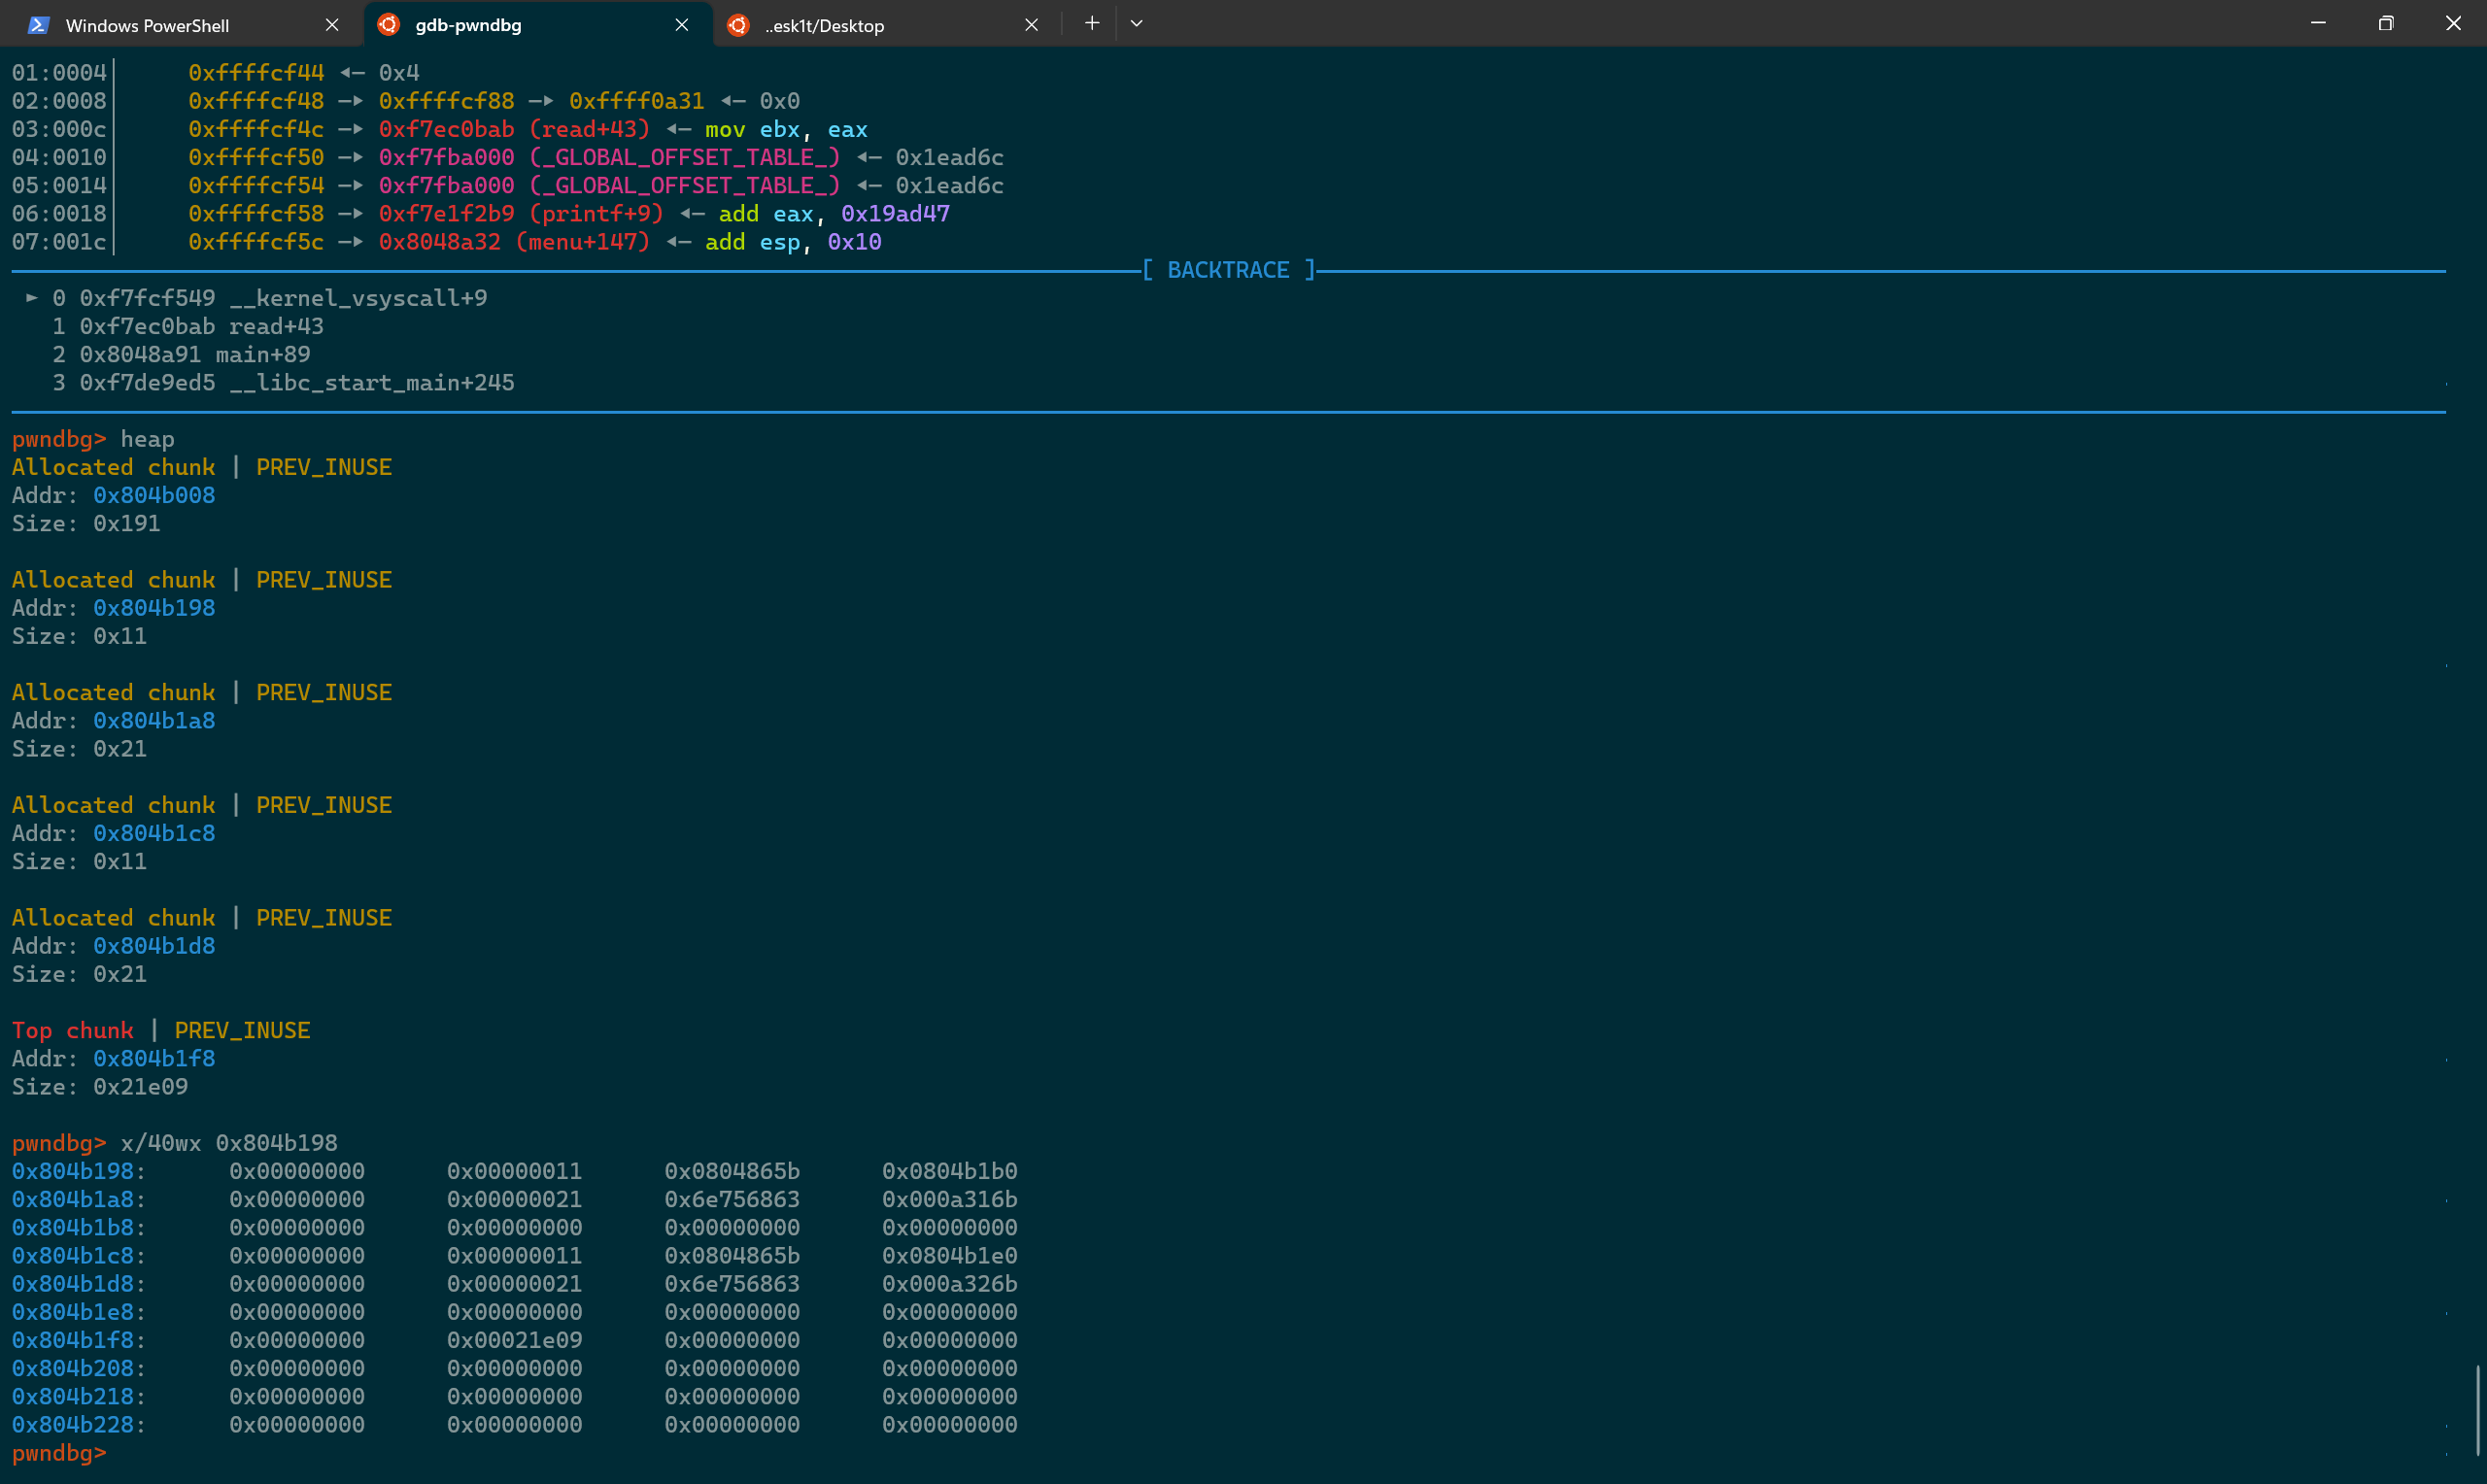 Windows PowerShell gdb-pwndbg ..esk1t/Desktop
01:0004│ 0xffffcf44 ◂— 0x4
02:0008│ 0xffffcf48 —▸ 0xffffcf88 —▸ 0xffff0a31 ◂— 0x0
03:000c│ 0xffffcf4c —▸ 0xf7ec0bab (read+43) ◂— mov ebx, eax
04:0010│ 0xffffcf50 —▸ 0xf7fba000 (_GLOBAL_OFFSET_TABLE_) ◂— 0x1ead6c
05:0014│ 0xffffcf54 —▸ 0xf7fba000 (_GLOBAL_OFFSET_TABLE_) ◂— 0x1ead6c
06:0018│ 0xffffcf58 —▸ 0xf7e1f2b9 (printf+9) ◂— add eax, 0x19ad47
07:001c│ 0xffffcf5c —▸ 0x8048a32 (menu+147) ◂— add esp, 0x10
[ BACKTRACE ]
► 0 0xf7fcf549 __kernel_vsyscall+9
1 0xf7ec0bab read+43
2 0x8048a91 main+89
3 0xf7de9ed5 __libc_start_main+245
pwndbg> heap
Allocated chunk | PREV_INUSE
Addr: 0x804b008
Size: 0x191
Allocated chunk | PREV_INUSE
Addr: 0x804b198
Size: 0x11
Allocated chunk | PREV_INUSE
Addr: 0x804b1a8
Size: 0x21
Allocated chunk | PREV_INUSE
Addr: 0x804b1c8
Size: 0x11
Allocated chunk | PREV_INUSE
Addr: 0x804b1d8
Size: 0x21
Top chunk | PREV_INUSE
Addr: 0x804b1f8
Size: 0x21e09
pwndbg> x/40wx 0x804b198
0x804b198: 0x00000000 0x00000011 0x0804865b 0x0804b1b0
0x804b1a8: 0x00000000 0x00000021 0x6e756863 0x000a316b
0x804b1b8: 0x00000000 0x00000000 0x00000000 0x00000000
0x804b1c8: 0x00000000 0x00000011 0x0804865b 0x0804b1e0
0x804b1d8: 0x00000000 0x00000021 0x6e756863 0x000a326b
0x804b1e8: 0x00000000 0x00000000 0x00000000 0x00000000
0x804b1f8: 0x00000000 0x00021e09 0x00000000 0x00000000
0x804b208: 0x00000000 0x00000000 0x00000000 0x00000000
0x804b218: 0x00000000 0x00000000 0x00000000 0x00000000
0x804b228: 0x00000000 0x00000000 0x00000000 0x00000000
pwndbg>